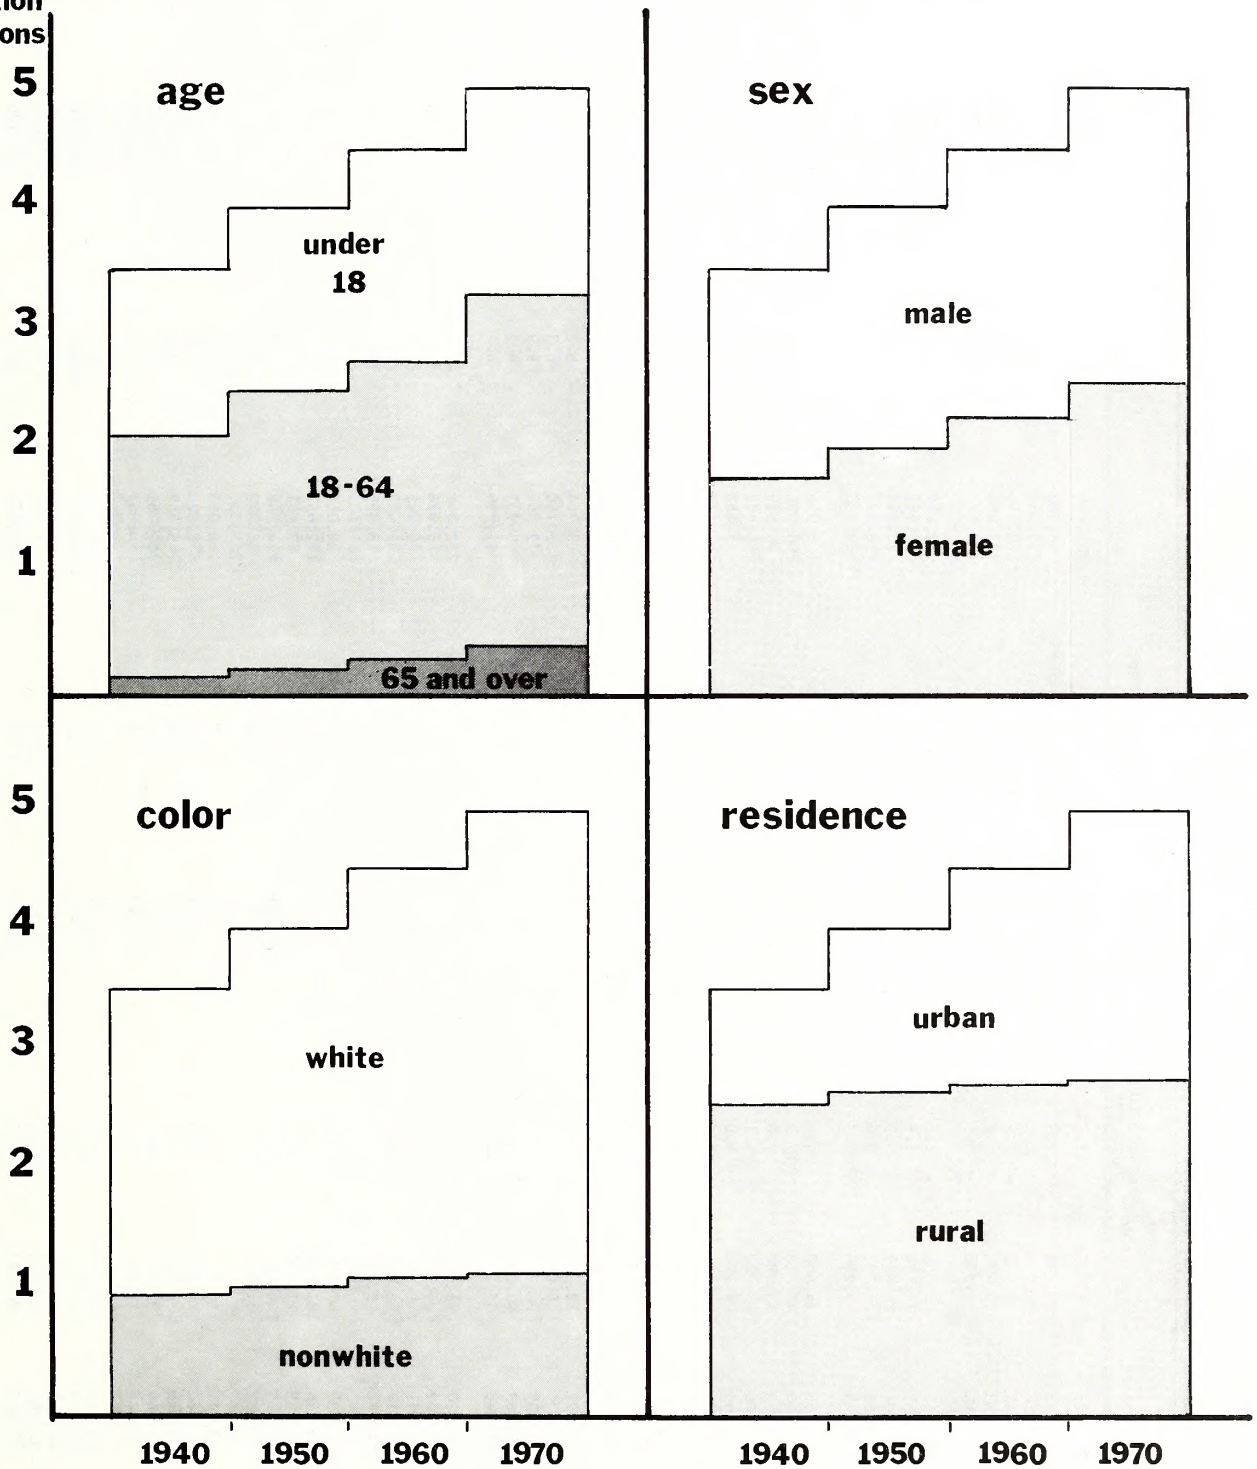 ons
5
age
sex
4
under
18
3
male
2
18-64
1
female
65 and over
5
color
residence
4
urban
3
white
2
rural
1
nonwhite
1940 1950 1960 1970
1940 1950 1960 1970